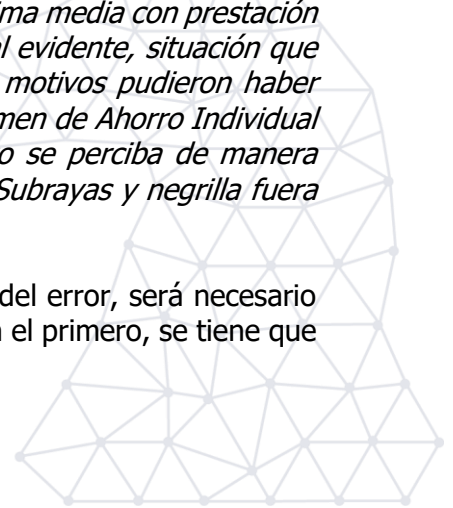 ima media con prestación
al evidente, situación que
motivos pudieron haber
men de Ahorro Individual
o se perciba de manera
Subrayas y negrilla fuera
del error, será necesario
el primero, se tiene que